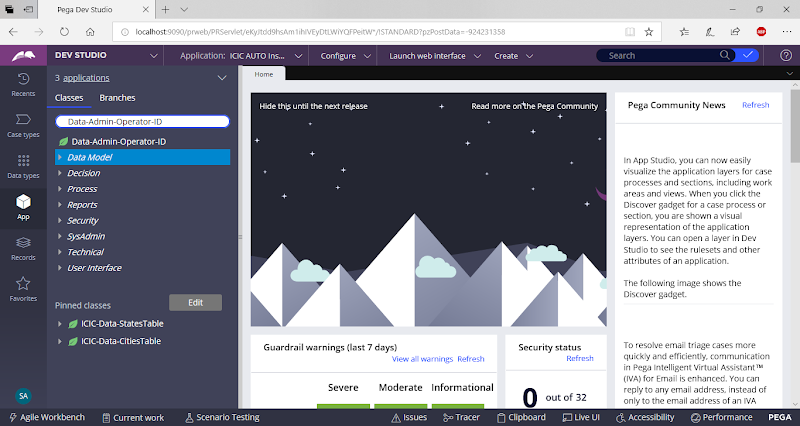 Pega Dev Studio
localhost:9090/prweb/PRServlet/eKyJtdd9hsAm1ihIVEyDtLWiYQFPeitW*/!STANDARD?pzPostData=-924231358
DEV STUDIO
Application: ICIC AUTO Ins...
Configure
Launch web interface
Create
Search
3 applications
Classes
Branches
Data-Admin-Operator-ID
Data-Admin-Operator-ID
Data Model
Decision
Process
Reports
Security
SysAdmin
Technical
User Interface
Pinned classes
Edit
ICIC-Data-StatesTable
ICIC-Data-CitiesTable
Recents
Case types
Data types
App
Records
Favorites
SA
Home
Hide this until the next release
Read more on the Pega Community
Guardrail warnings (last 7 days)
View all warnings Refresh
Severe Moderate Informational
Security status
Refresh
0 out of 32
Pega Community News
Refresh
In App Studio, you can now easily
visualize the application layers for case
processes and sections, including work
areas and views. When you click the
Discover gadget for a case process or
section, you are shown a visual
representation of the application
layers. You can open a layer in Dev
Studio to see the rulesets and other
attributes of an application.
The following image shows the
Discover gadget.
To resolve email triage cases more
quickly and efficiently, communication
in Pega Intelligent Virtual Assistant™
(IVA) for Email is enhanced. You can
reply to any email address, instead of
only to the email address of an IVA
Agile Workbench
Current work
Scenario Testing
Issues
Tracer
Clipboard
Live UI
Accessibility
Performance
PEGA